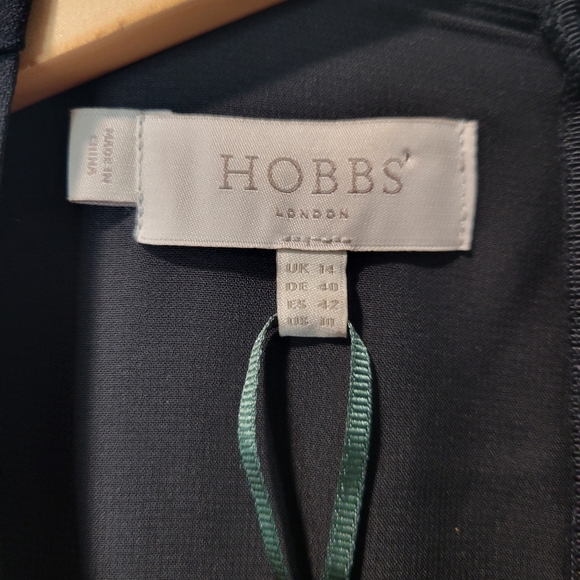 MADE IN
CHINA
HOBBS
LONDON
UK 14
DE 40
ES 42
US 10